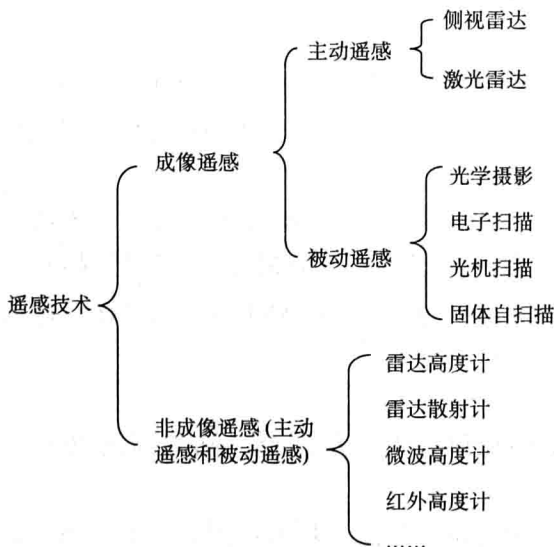 遥感技术
成像遥感
主动遥感
侧视雷达
激光雷达
被动遥感
光学摄影
电子扫描
光机扫描
固体自扫描
非成像遥感 (主动
遥感和被动遥感)
雷达高度计
雷达散射计
微波高度计
红外高度计
……